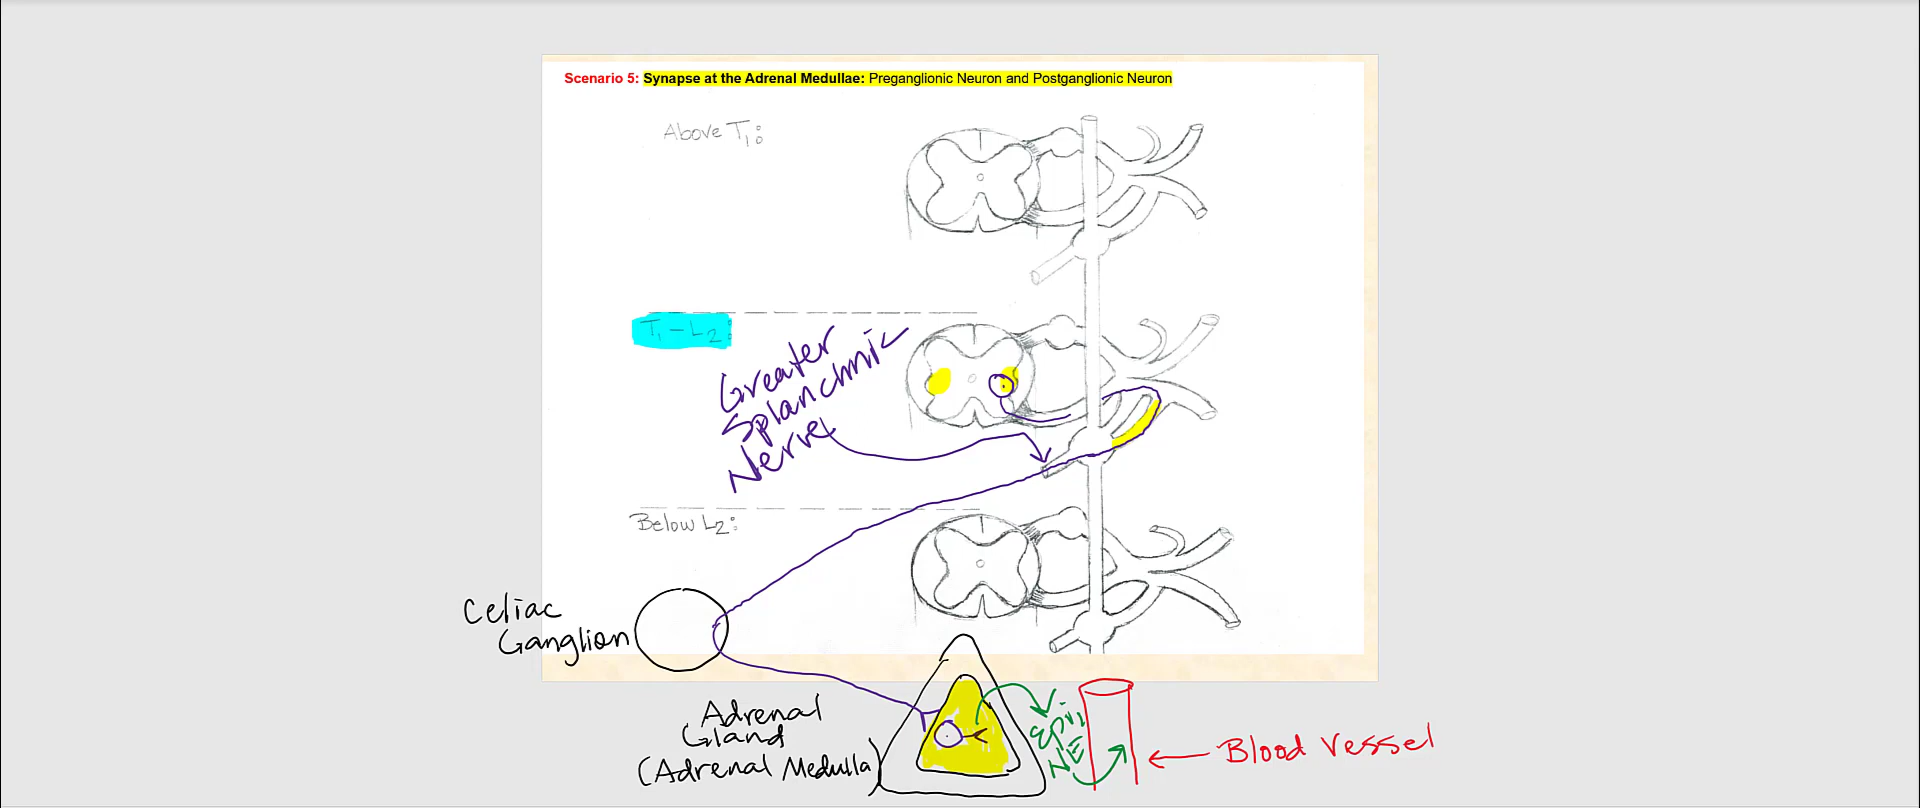 Scenario 5: Synapse at the Adrenal Medullae: Preganglionic Neuron and Postganglionic Neuron
Above T1:
T1-L2:
Greater
Splanchnic
Nerve
Below L2:
Celiac
Ganglion
Adrenal
Gland
(Adrenal Medulla)
Epi,
NE
Blood Vessel